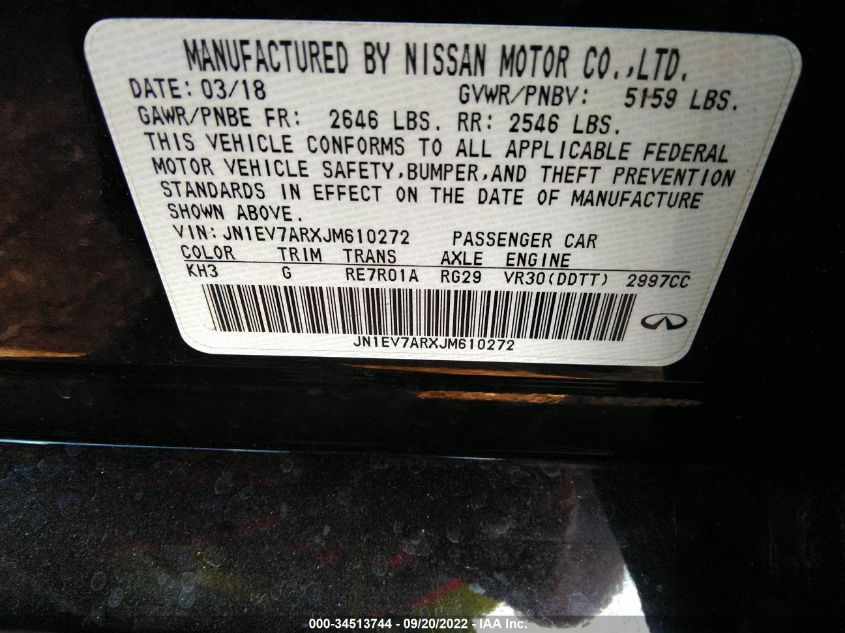 MANUFACTURED BY NISSAN MOTOR CO.,LTD.
DATE: 03/18 GVWR/PNBV: 5159 LBS.
GAWR/PNBE FR: 2646 LBS. RR: 2546 LBS.
THIS VEHICLE CONFORMS TO ALL APPLICABLE FEDERAL
MOTOR VEHICLE SAFETY,BUMPER,AND THEFT PREVENTION
STANDARDS IN EFFECT ON THE DATE OF MANUFACTURE
SHOWN ABOVE.
VIN: JN1EV7ARXJM610272 PASSENGER CAR
COLOR TRIM TRANS AXLE ENGINE
KH3 G RE7R01A RG29 VR30(DDTT) 2997CC
JN1EV7ARXJM610272
000-34513744 - 09/20/2022 - IAA Inc.